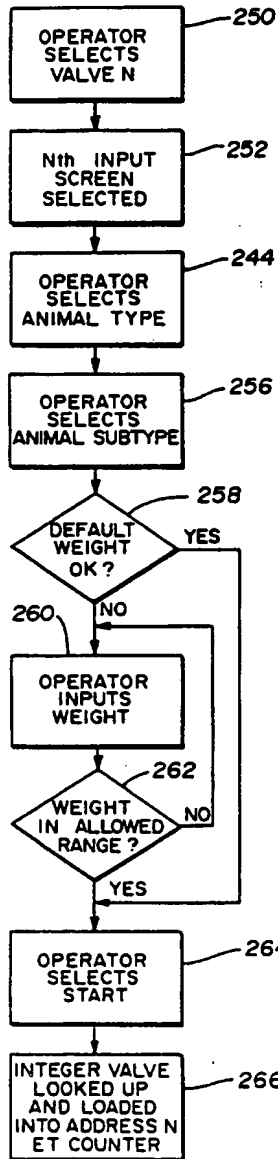 OPERATOR
SELECTS
VALVE N
250
Nth INPUT
SCREEN
SELECTED
252
OPERATOR
SELECTS
ANIMAL TYPE
244
OPERATOR
SELECTS
ANIMAL SUBTYPE
256
DEFAULT
WEIGHT
OK?
258
YES
NO
260
OPERATOR
INPUTS
WEIGHT
262
WEIGHT
IN ALLOWED
RANGE?
NO
YES
OPERATOR
SELECTS
START
264
INTEGER VALVE
LOOKED UP
AND LOADED
INTO ADDRESS N
ET COUNTER
266